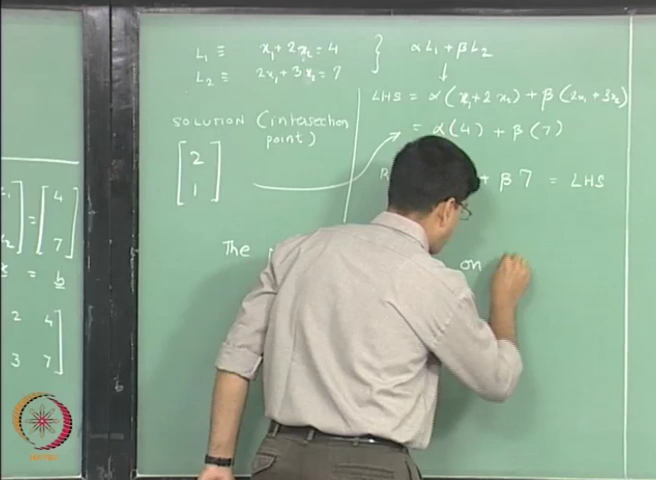 L₁ ≡ x₁ + 2x₂ = 4
L₂ ≡ 2x₁ + 3x₂ = 7
αL₁ + βL₂
↓
LHS = α(x₁ + 2x₂) + β(2x₁ + 3x₂)
= α(4) + β(7)
R
+ β7 = LHS
SOLUTION (intersection
point)
[2
1]
The
on
= [4
7]
x = b
2 4
3 7
NPTEL